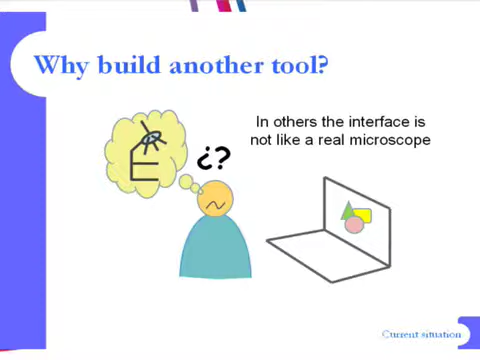 Why build another tool?
In others the interface is
not like a real microscope
¿?
Current situation